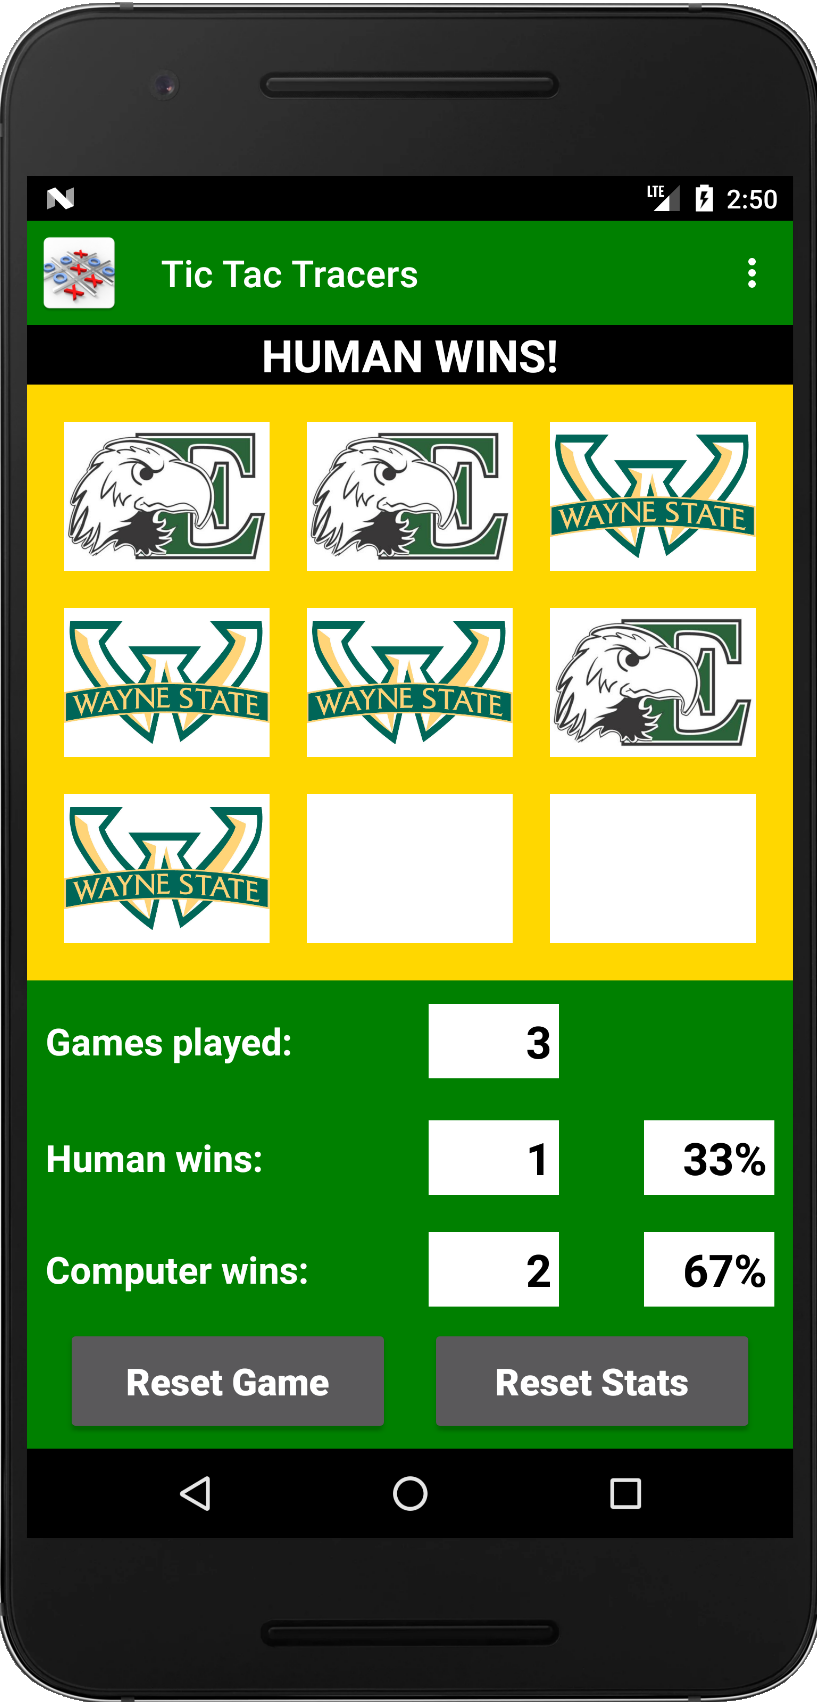 LTE 2:50
Tic Tac Tracers
HUMAN WINS!
E E WAYNE STATE
WAYNE STATE WAYNE STATE E
WAYNE STATE
Games played: 3
Human wins: 1 33%
Computer wins: 2 67%
Reset Game Reset Stats